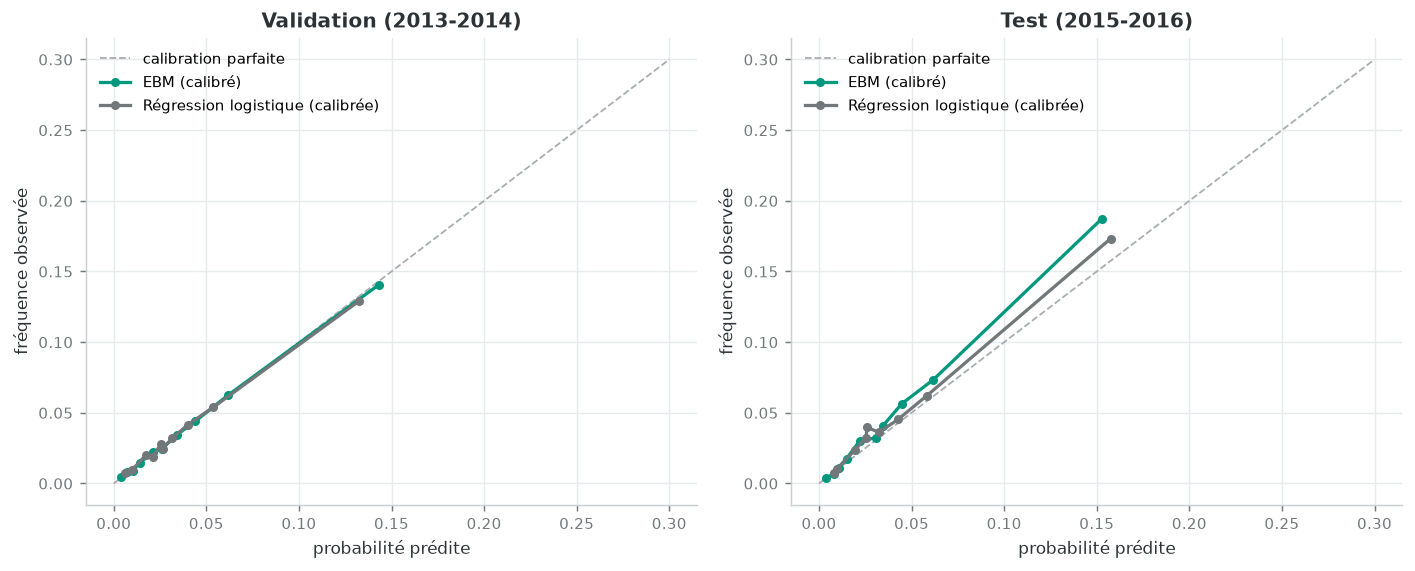 Validation (2013-2014)
calibration parfaite
EBM (calibré)
Régression logistique (calibrée)
fréquence observée
0.30
0.25
0.20
0.15
0.10
0.05
0.00
0.00 0.05 0.10 0.15 0.20 0.25 0.30
probabilité prédite
Test (2015-2016)
calibration parfaite
EBM (calibré)
Régression logistique (calibrée)
fréquence observée
0.30
0.25
0.20
0.15
0.10
0.05
0.00
0.00 0.05 0.10 0.15 0.20 0.25 0.30
probabilité prédite